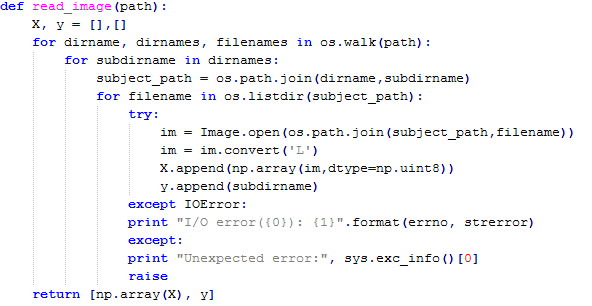 def read_image(path):
    X, y = [],[]
    for dirname, dirnames, filenames in os.walk(path):
        for subdirname in dirnames:
            subject_path = os.path.join(dirname,subdirname)
            for filename in os.listdir(subject_path):
                try:
                    im = Image.open(os.path.join(subject_path,filename))
                    im = im.convert('L')
                    X.append(np.array(im,dtype=np.uint8))
                    y.append(subdirname)
                except IOError:
                print "I/O error({0}): {1}".format(errno, strerror)
                except:
                print "Unexpected error:", sys.exc_info()[0]
                raise
    return [np.array(X), y]